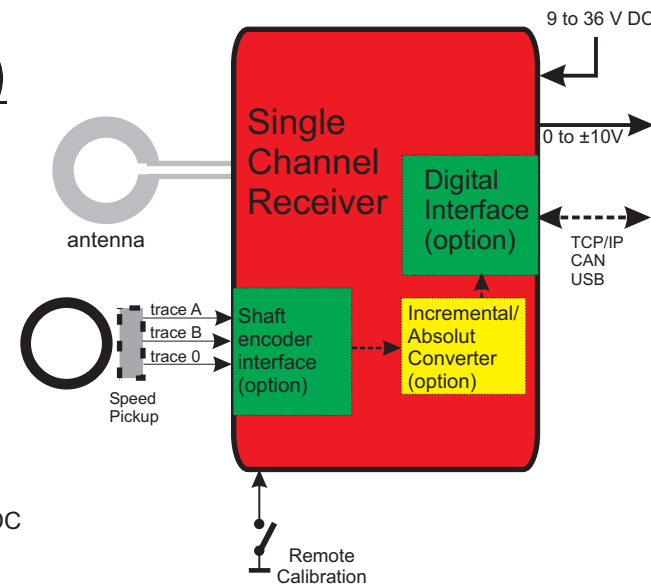 9 to 36 V DC
Single
Channel
Receiver
0 to ±10V
Digital
Interface
(option)
antenna
TCP/IP
CAN
USB
trace A
trace B
trace 0
Shaft
encoder
interface
(option)
Incremental/
Absolut
Converter
(option)
Speed
Pickup
DC
Remote
Calibration